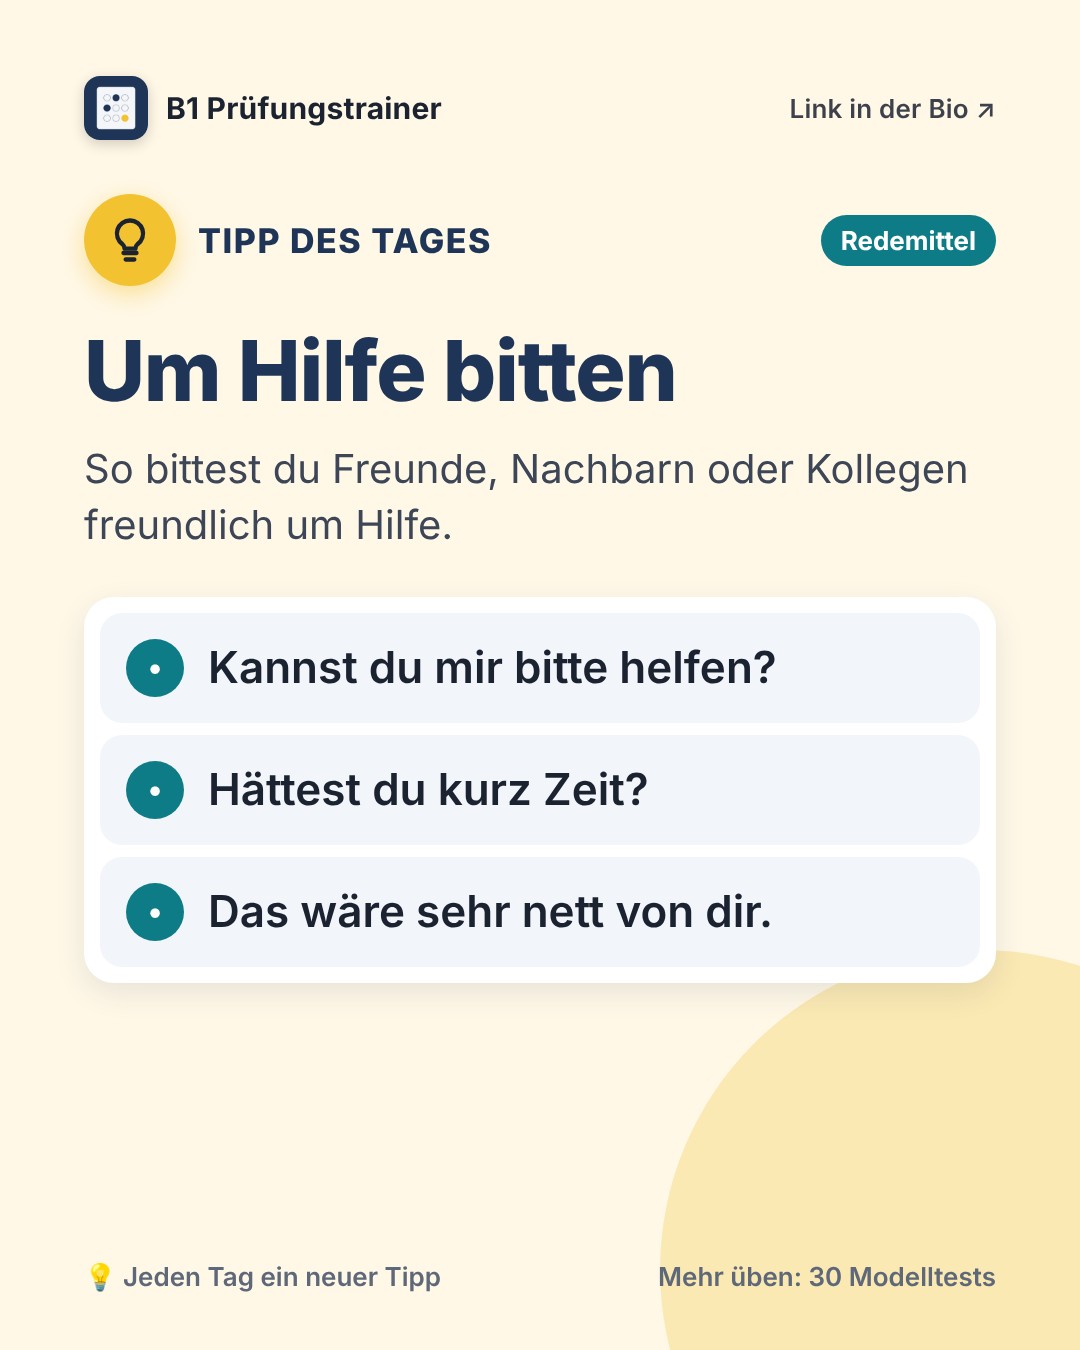 B1 Prüfungstrainer
Link in der Bio ↗
TIPP DES TAGES
Redemittel
Um Hilfe bitten
So bittest du Freunde, Nachbarn oder Kollegen
freundlich um Hilfe.
Kannst du mir bitte helfen?
Hättest du kurz Zeit?
Das wäre sehr nett von dir.
💡 Jeden Tag ein neuer Tipp
Mehr üben: 30 Modelltests